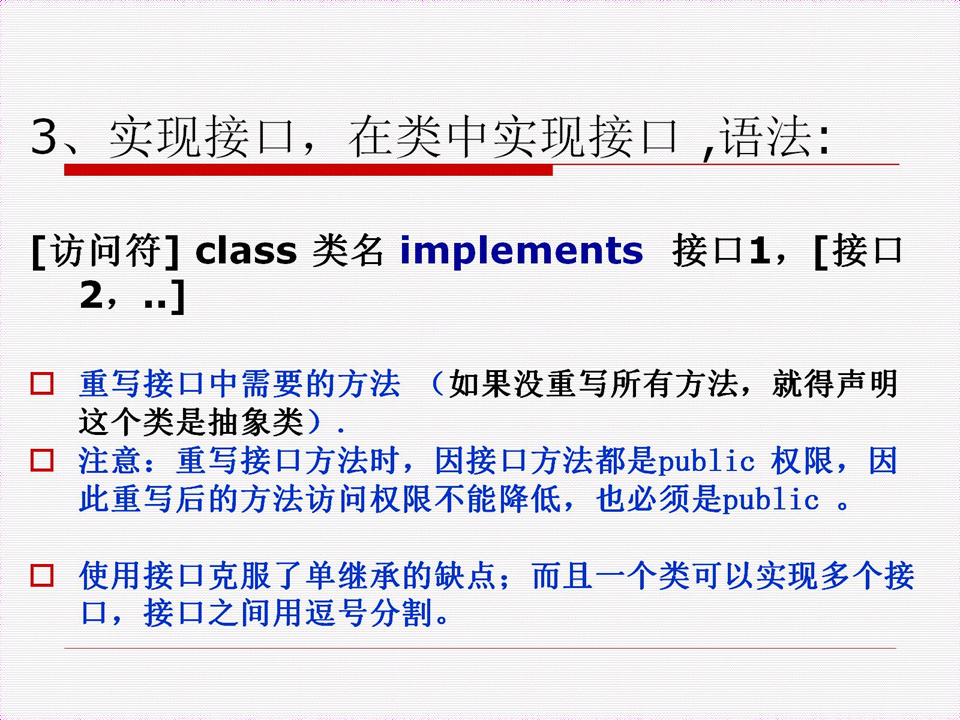 3、实现接口，在类中实现接口 ,语法:
[访问符] class 类名 implements 接口1，[接口
2，..]
重写接口中需要的方法 （如果没重写所有方法，就得声明
这个类是抽象类）.
注意：重写接口方法时，因接口方法都是public 权限，因
此重写后的方法访问权限不能降低，也必须是public 。
使用接口克服了单继承的缺点；而且一个类可以实现多个接
口，接口之间用逗号分割。